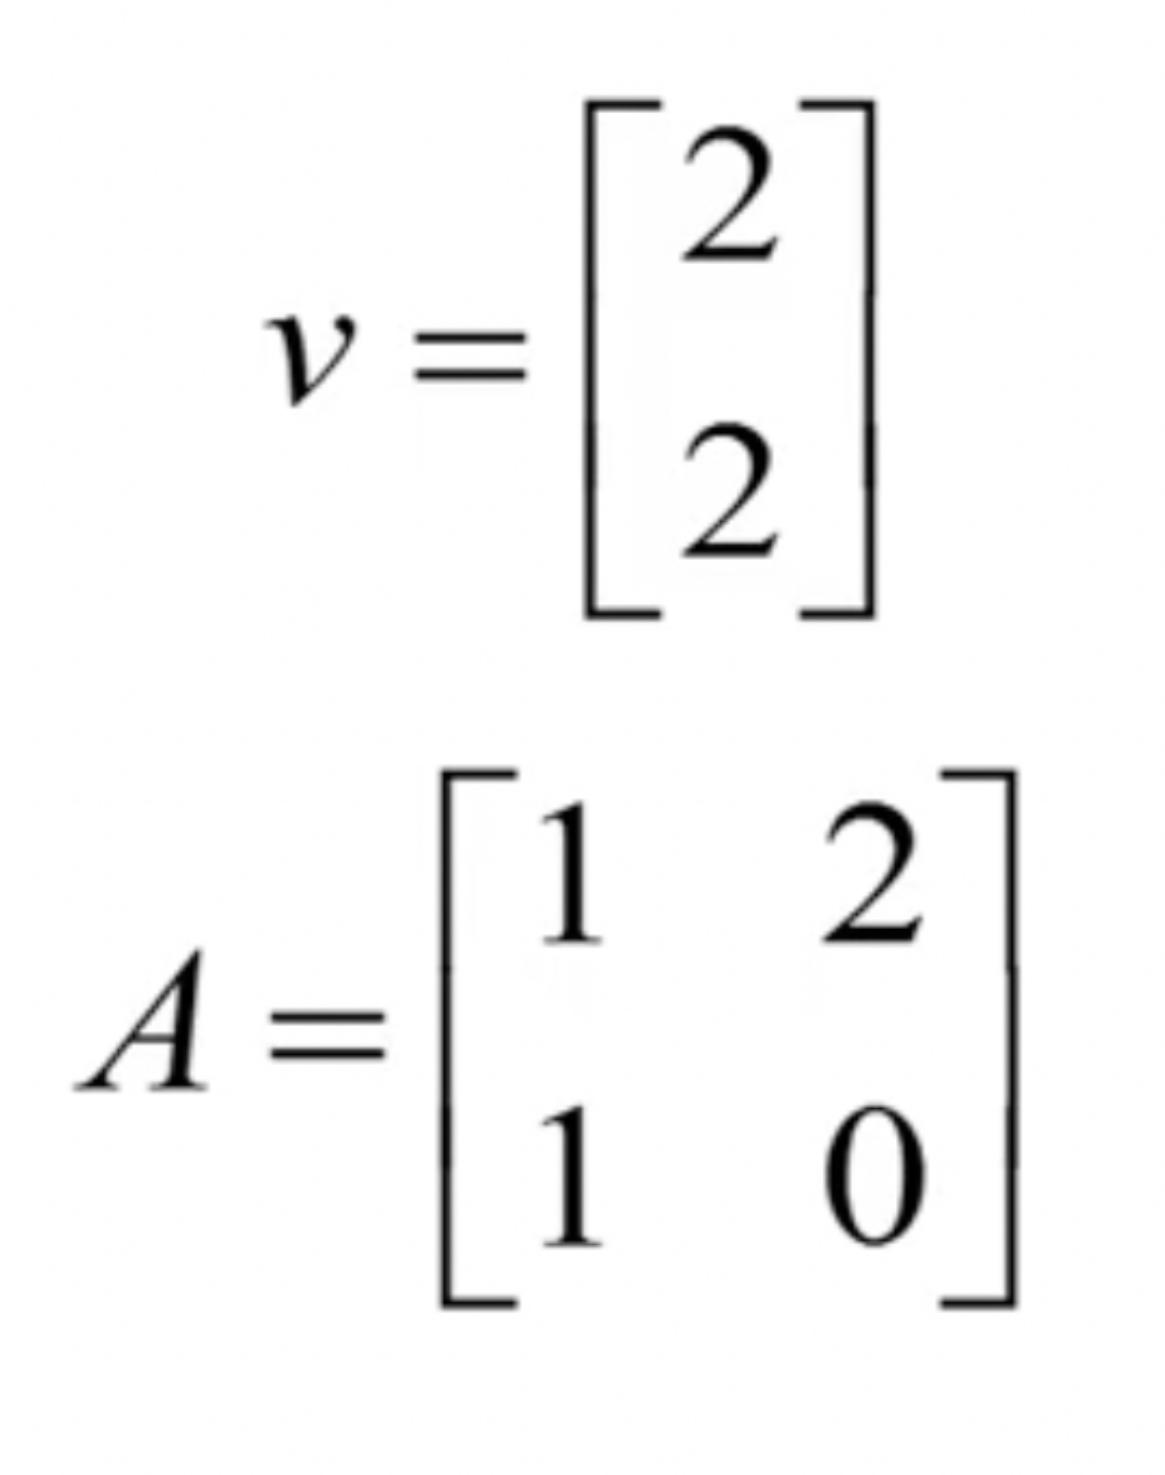 v = [2
2]
A = [1 2
1 0]